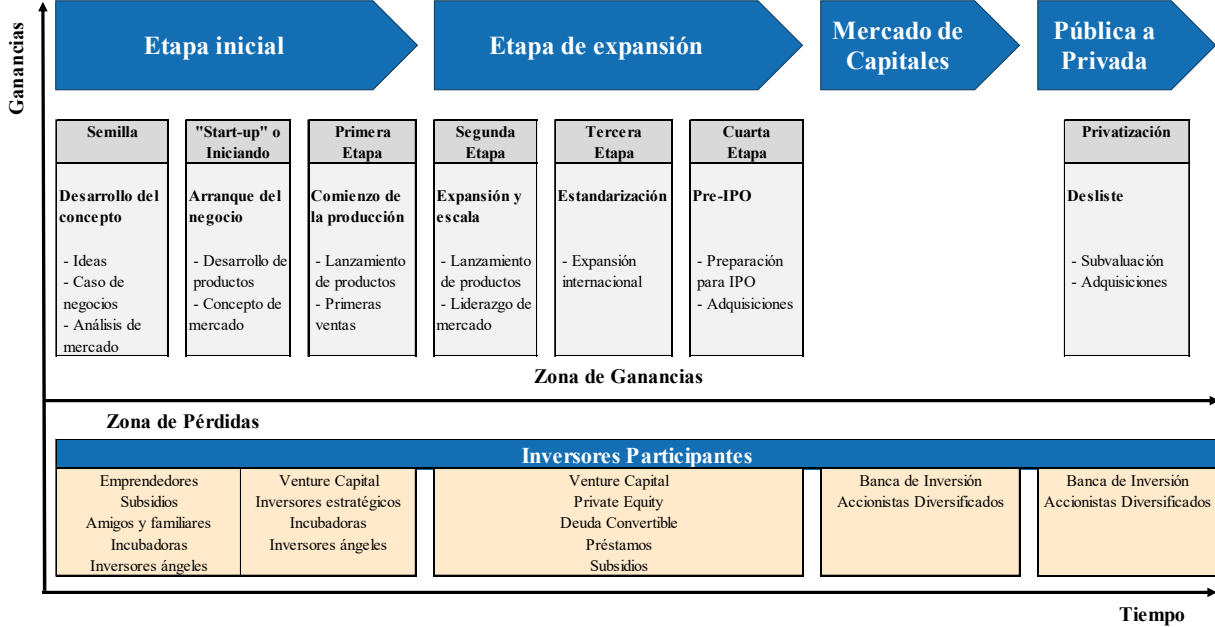 Ganancias
Etapa inicial
Etapa de expansión
Mercado de
Capitales
Pública a
Privada
Semilla
Desarrollo del
concepto
- Ideas
- Caso de
negocios
- Análisis de
mercado
"Start-up" o
Iniciando
Arranque del
negocio
- Desarrollo de
productos
- Concepto de
mercado
Primera
Etapa
Comienzo de
la producción
- Lanzamiento
de productos
- Primeras
ventas
Segunda
Etapa
Expansión y
escala
- Lanzamiento
de productos
- Liderazgo de
mercado
Tercera
Etapa
Estandarización
- Expansión
internacional
Cuarta
Etapa
Pre-IPO
- Preparación
para IPO
- Adquisiciones
Privatización
Desliste
- Subvaluación
- Adquisiciones
Zona de Ganancias
Zona de Pérdidas
Inversores Participantes
Emprendedores
Subsidios
Amigos y familiares
Incubadoras
Inversores ángeles
Venture Capital
Inversores estratégicos
Incubadoras
Inversores ángeles
Venture Capital
Private Equity
Deuda Convertible
Préstamos
Subsidios
Banca de Inversión
Accionistas Diversificados
Banca de Inversión
Accionistas Diversificados
Tiempo